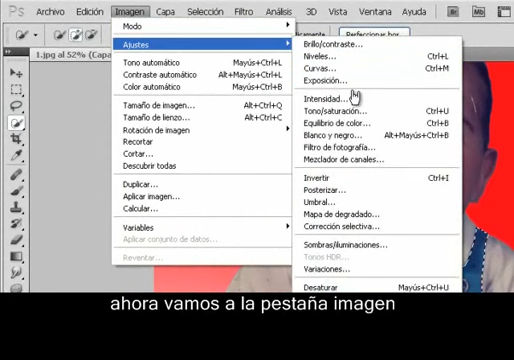 Ps Archivo Edición Imagen Capa Selección Filtro Análisis 3D Vista Ventana Ayuda Br Mb
Perfeccionar bor
1.jpg al 52% (Capa
Modo
Ajustes
Tono automático Mayús+Ctrl+L
Contraste automático Alt+Mayús+Ctrl+L
Color automático Mayús+Ctrl+B
Tamaño de imagen... Alt+Ctrl+Q
Tamaño de lienzo... Alt+Ctrl+C
Rotación de imagen
Recortar
Cortar...
Descubrir todas
Duplicar...
Aplicar imagen...
Calcular...
Variables
Aplicar conjunto de datos...
Reventar...
Brillo/contraste...
Niveles... Ctrl+L
Curvas... Ctrl+M
Exposición...
Intensidad...
Tono/saturación... Ctrl+U
Equilibrio de color... Ctrl+B
Blanco y negro... Alt+Mayús+Ctrl+B
Filtro de fotografía...
Mezclador de canales...
Invertir Ctrl+I
Posterizar...
Umbral...
Mapa de degradado...
Corrección selectiva...
Sombras/iluminaciones...
Tonos HDR...
Variaciones...
Desaturar Mayús+Ctrl+U
ahora vamos a la pestaña imagen